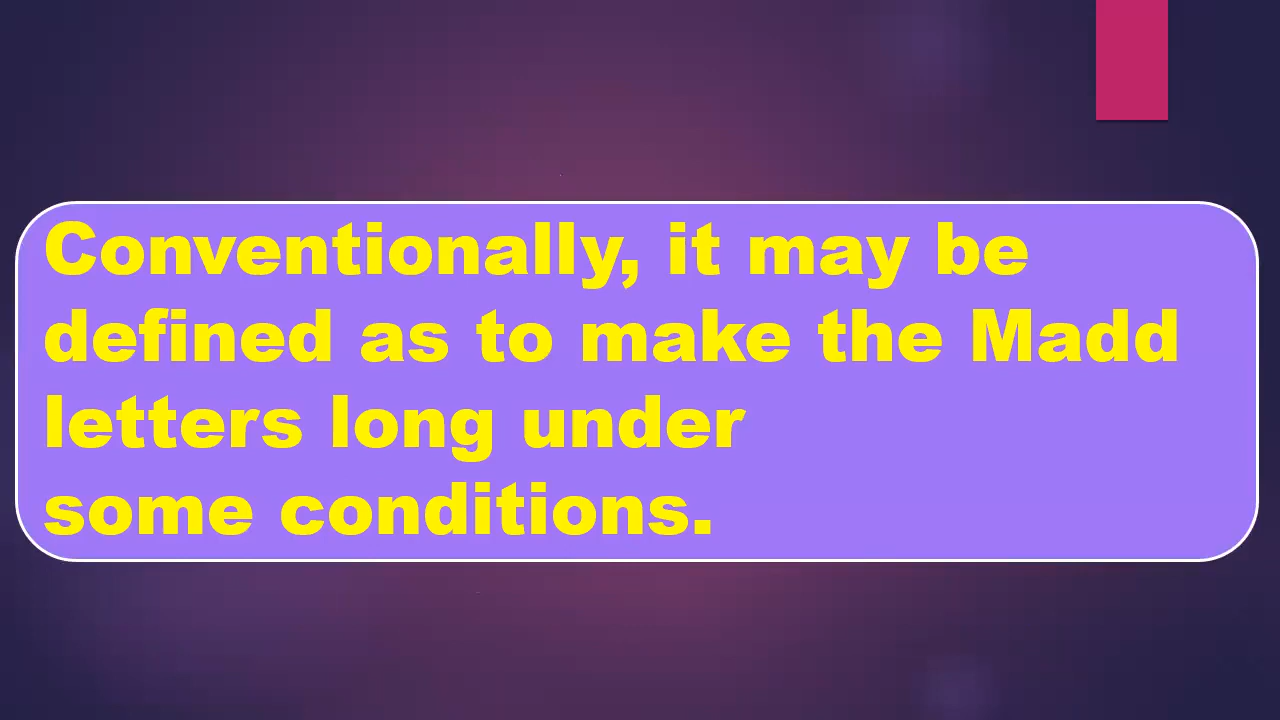 Conventionally, it may be
defined as to make the Madd
letters long under
some conditions.